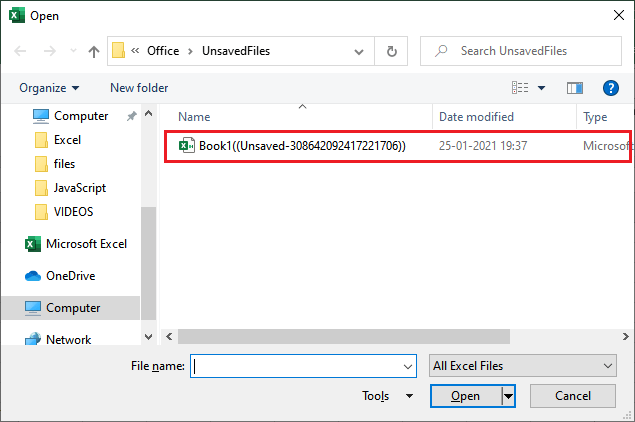 Open
« Office > UnsavedFiles
Search UnsavedFiles
Organize
New folder
Computer
Excel
files
JavaScript
VIDEOS
Microsoft Excel
OneDrive
Computer
Network
Name
Date modified
Type
Book1((Unsaved-308642092417221706))
25-01-2021 19:37
Microsof
File name:
All Excel Files
Tools
Open
Cancel